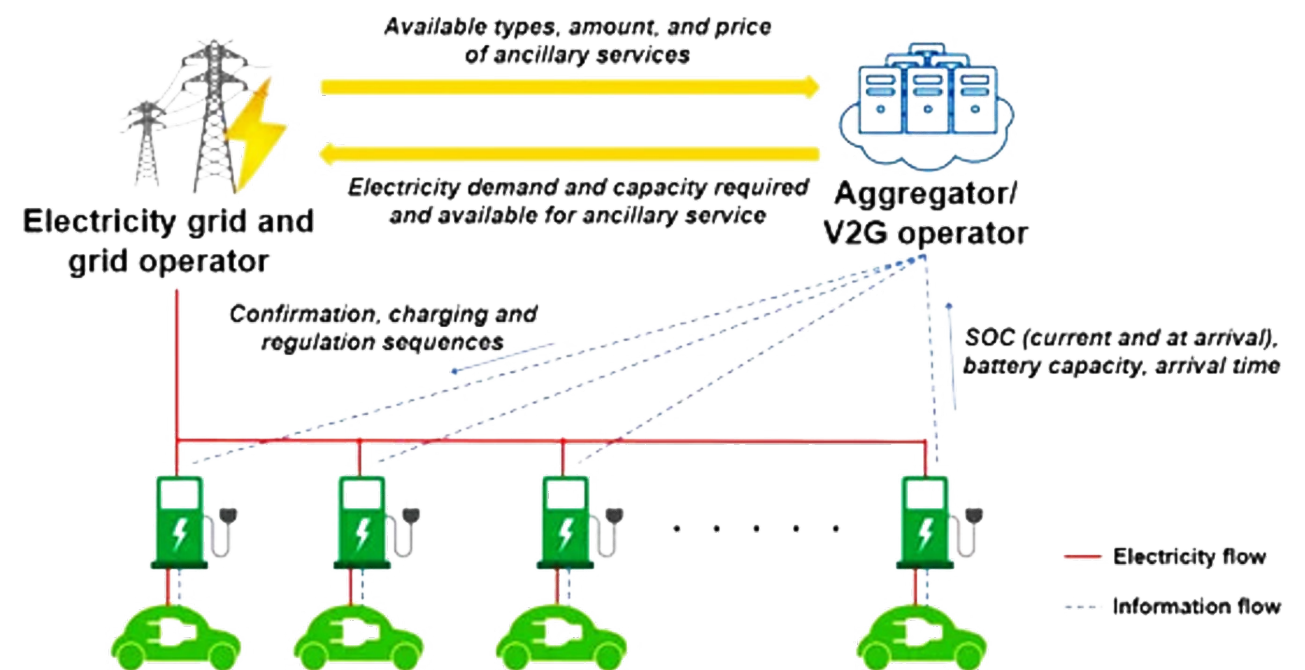 Available types, amount, and price
of ancillary services
Electricity demand and capacity required
and available for ancillary service
Electricity grid and
grid operator
Aggregator/
V2G operator
Confirmation, charging and
regulation sequences
SOC (current and at arrival),
battery capacity, arrival time
Electricity flow
Information flow